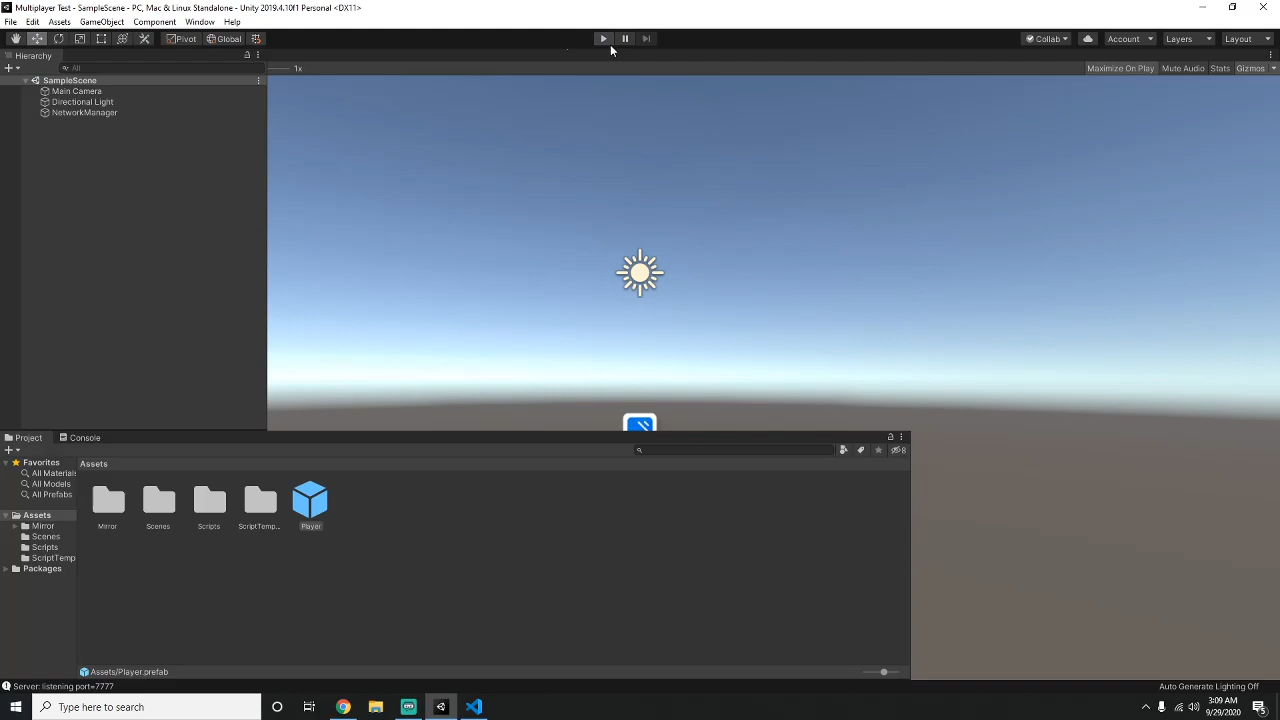 Multiplayer Test - SampleScene - PC, Mac & Linux Standalone - Unity 2019.4.10f1 Personal <DX11>
File Edit Assets GameObject Component Window Help
Pivot Global Collab Account Layers Layout
Hierarchy
All 1x Maximize On Play Mute Audio Stats Gizmos
SampleScene
Main Camera
Directional Light
NetworkManager
Project Console
8
Favorites Assets
All Materials
All Models
All Prefabs
Assets
Mirror
Scenes
Scripts
ScriptTemp
Packages
Mirror Scenes Scripts ScriptTemp... Player
Assets/Player.prefab
Server: listening port=7777 Auto Generate Lighting Off
Type here to search
3:09 AM
9/29/2020